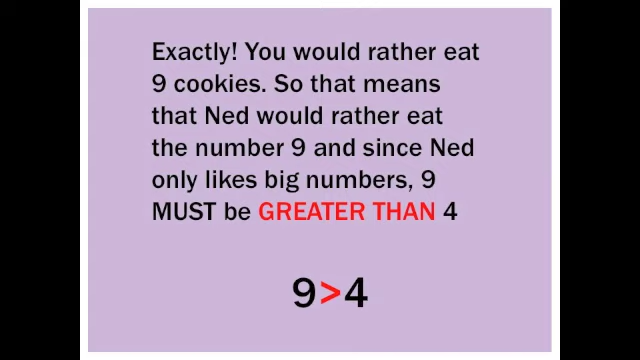 Exactly! You would rather eat
9 cookies. So that means
that Ned would rather eat
the number 9 and since Ned
only likes big numbers, 9
MUST be GREATER THAN 4
9>4